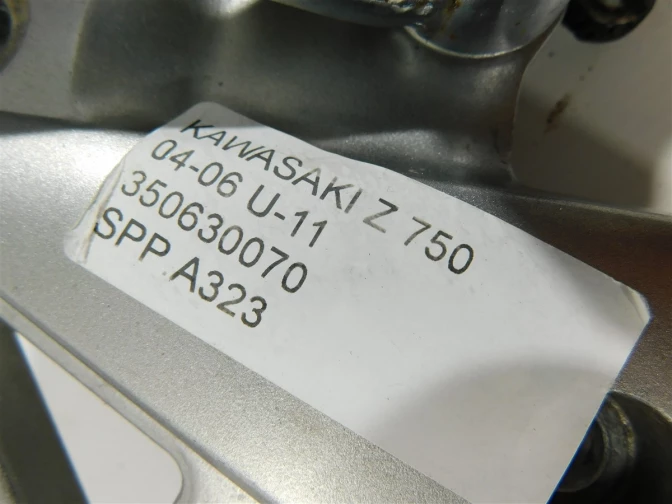 KAWASAKI Z 750
04-06 U-11
350630070
SPP A323